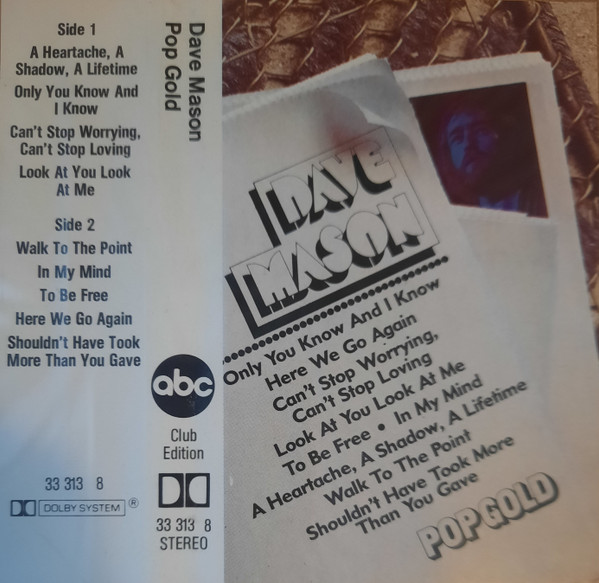 Side 1
A Heartache, A
Shadow, A Lifetime
Only You Know And
I Know
Can't Stop Worrying,
Can't Stop Loving
Look At You Look
At Me
Side 2
Walk To The Point
In My Mind
To Be Free
Here We Go Again
Shouldn't Have Took
More Than You Gave
33 313 8
DOLBY SYSTEM ®
Dave Mason
Pop Gold
abc
Club
Edition
33 313 8
STEREO
DAVE
MASON
Only You Know And I Know
Here We Go Again
Can't Stop Worrying,
Can't Stop Loving
Look At You Look At Me
To Be Free • In My Mind
A Heartache, A Shadow, A Lifetime
Walk To The Point
Shouldn't Have Took More
Than You Gave
POP GOLD